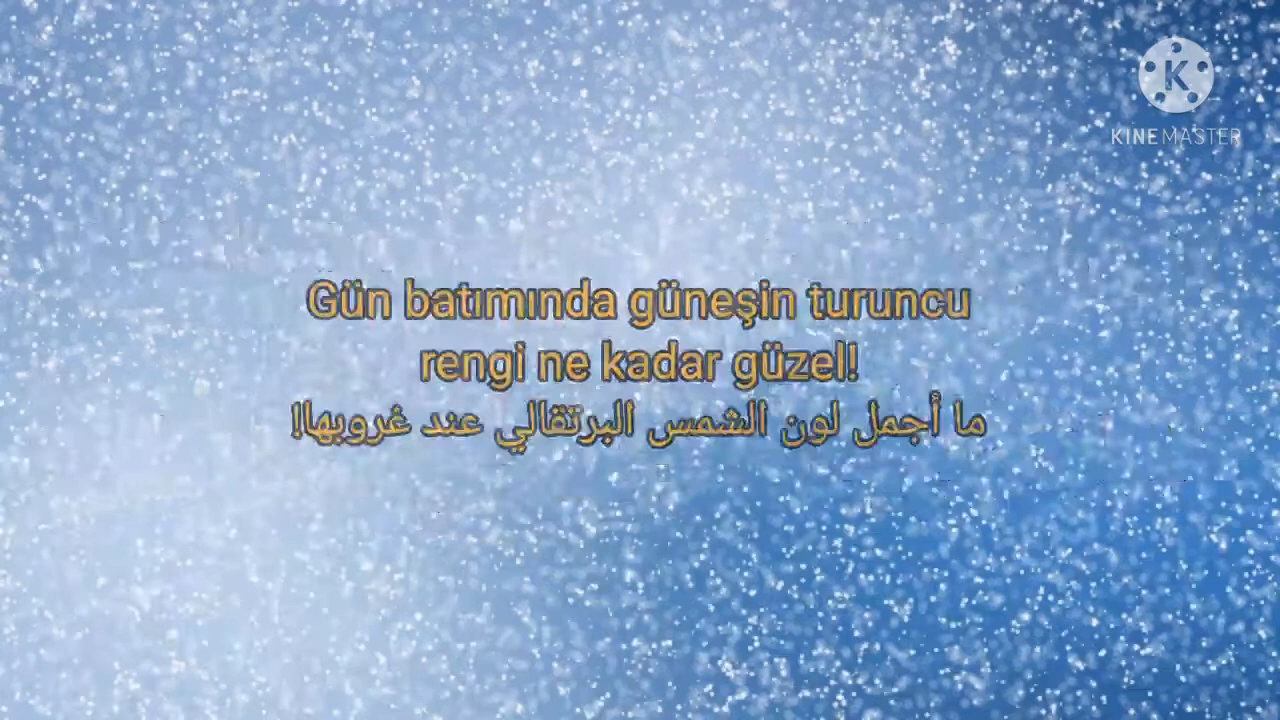 KINEMASTER
Gün batımında güneşin turuncu
rengi ne kadar güzel!
ما أجمل لون الشمس البرتقالي عند غروبها!